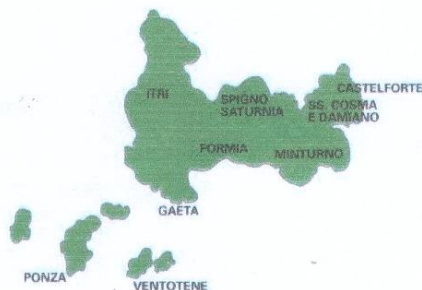 ITRI
SPIGNO
SATURNIA
CASTELFORTE
SS. COSMA
E DAMIANO
FORMIA
MINTURNO
GAETA
PONZA
VENTOTENE